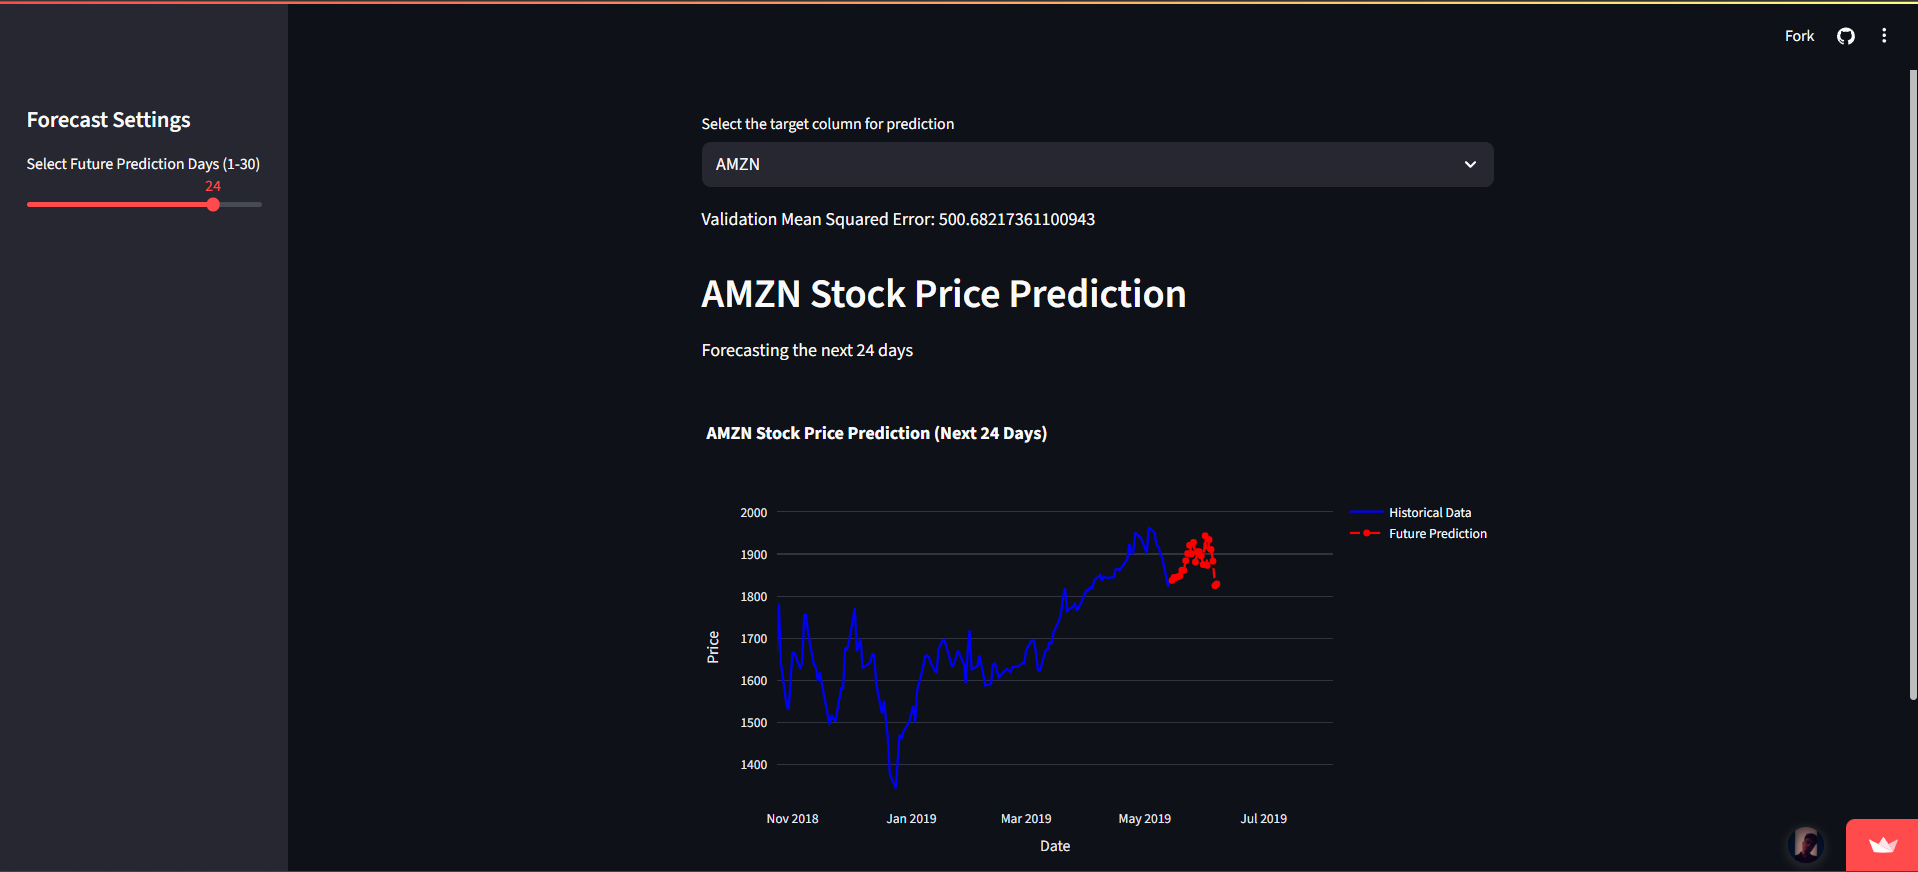 Fork
Forecast Settings
Select Future Prediction Days (1-30)
24
Select the target column for prediction
AMZN
Validation Mean Squared Error: 500.68217361100943
AMZN Stock Price Prediction
Forecasting the next 24 days
AMZN Stock Price Prediction (Next 24 Days)
2000
1900
1800
1700
1600
1500
1400
Price
Nov 2018
Jan 2019
Mar 2019
May 2019
Jul 2019
Date
Historical Data
Future Prediction